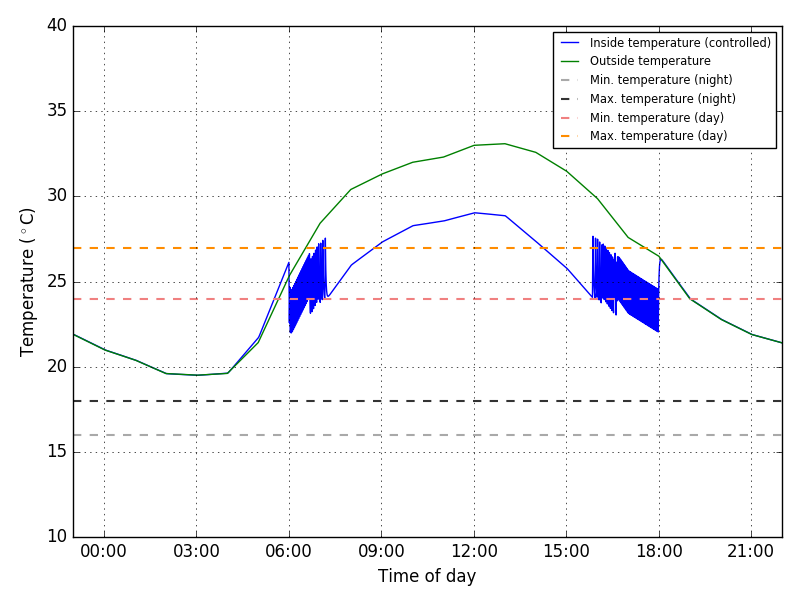 40
35
30
25
20
15
10
Temperature (°C)
Inside temperature (controlled)
Outside temperature
Min. temperature (night)
Max. temperature (night)
Min. temperature (day)
Max. temperature (day)
00:00 03:00 06:00 09:00 12:00 15:00 18:00 21:00
Time of day